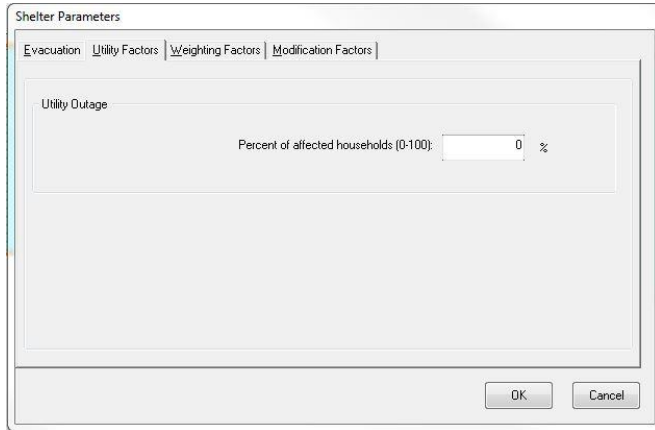 Shelter Parameters
Evacuation Utility Factors Weighting Factors Modification Factors
Utility Outage
Percent of affected households (0-100): 0 %
OK Cancel